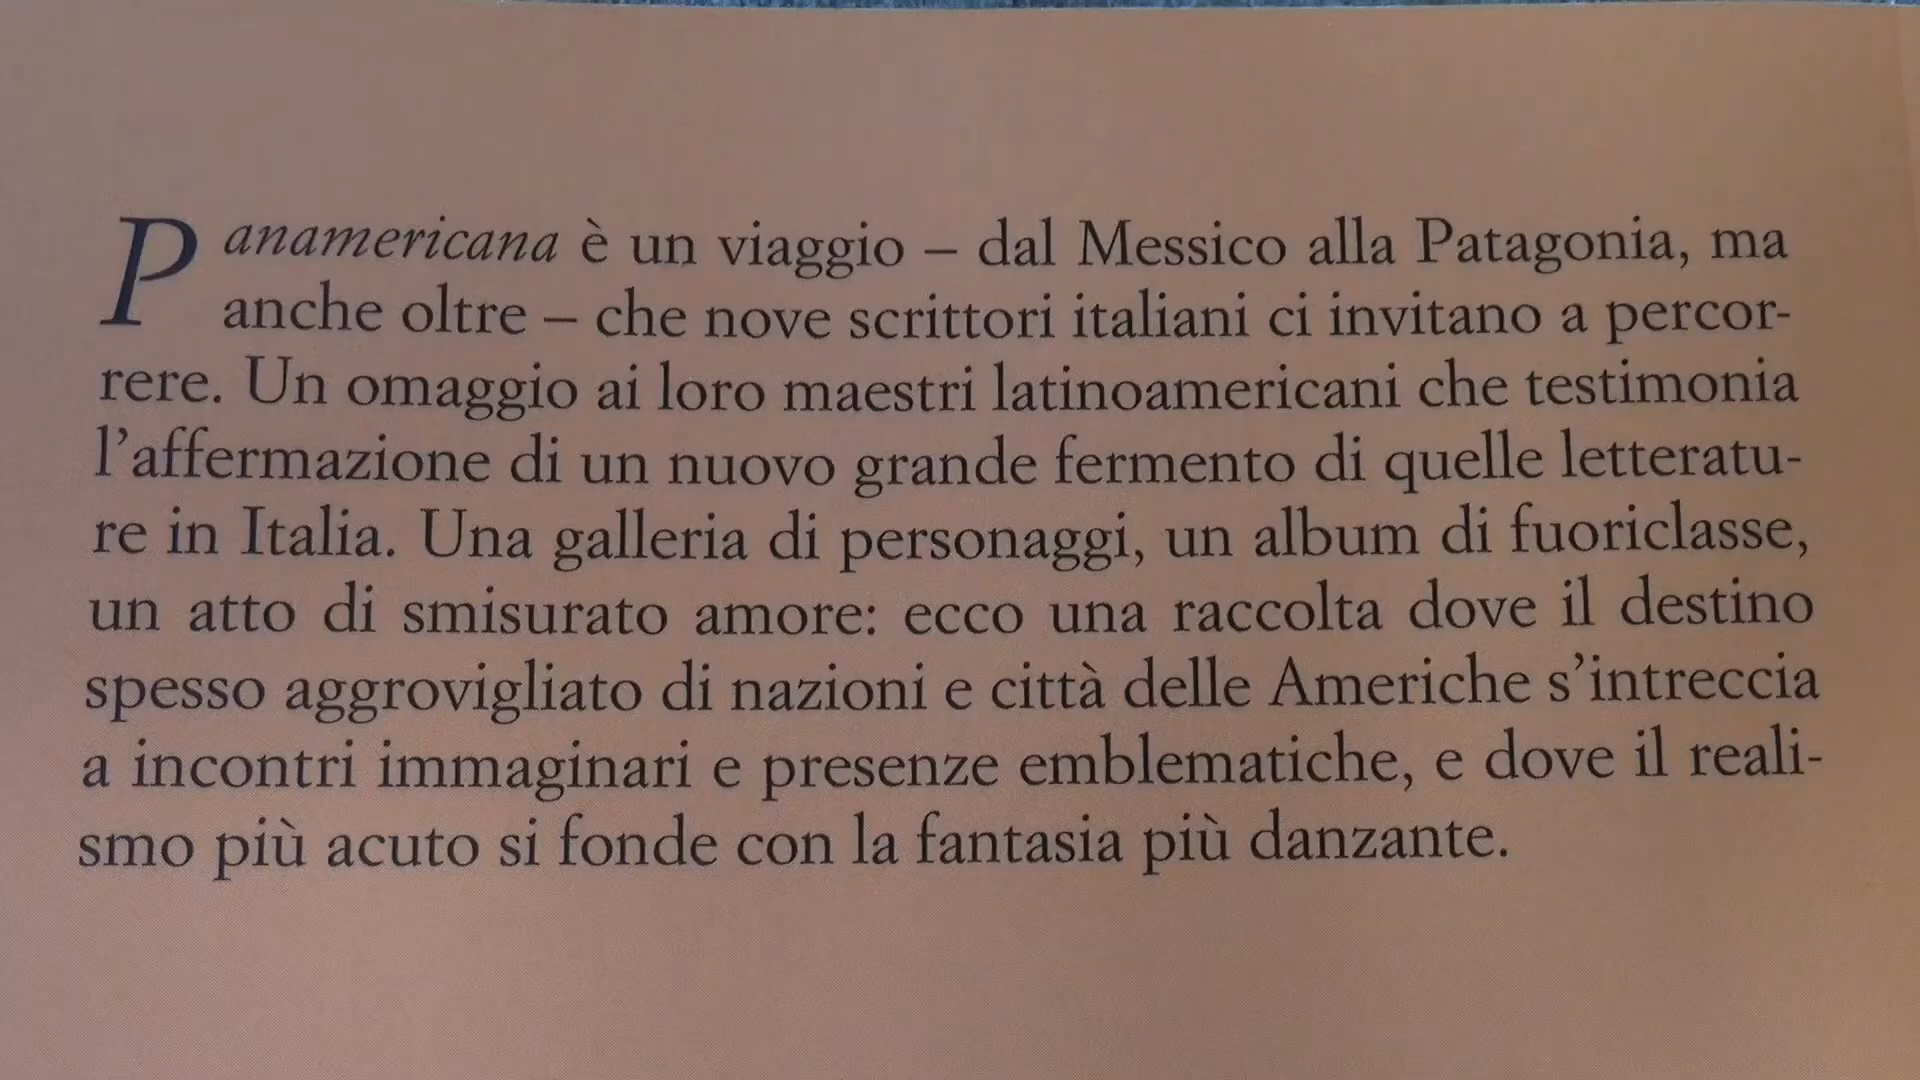 Panamericana è un viaggio – dal Messico alla Patagonia, ma
anche oltre – che nove scrittori italiani ci invitano a percor-
rere. Un omaggio ai loro maestri latinoamericani che testimonia
l’affermazione di un nuovo grande fermento di quelle letteratu-
re in Italia. Una galleria di personaggi, un album di fuoriclasse,
un atto di smisurato amore: ecco una raccolta dove il destino
spesso aggrovigliato di nazioni e città delle Americhe s’intreccia
a incontri immaginari e presenze emblematiche, e dove il reali-
smo più acuto si fonde con la fantasia più danzante.